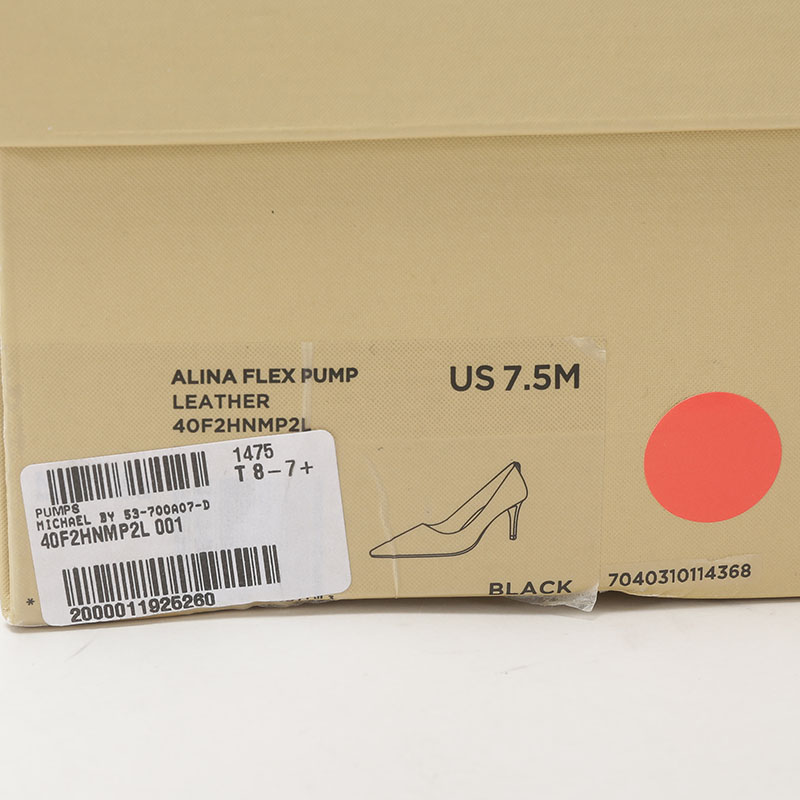 ALINA FLEX PUMP
LEATHER
40F2HNMP2L
US 7.5M
1475
T 8-7+
PUMPS
MICHAEL BY 53-700A07-D
40F2HNMP2L 001
2000011925260
*
BLACK
7040310114368